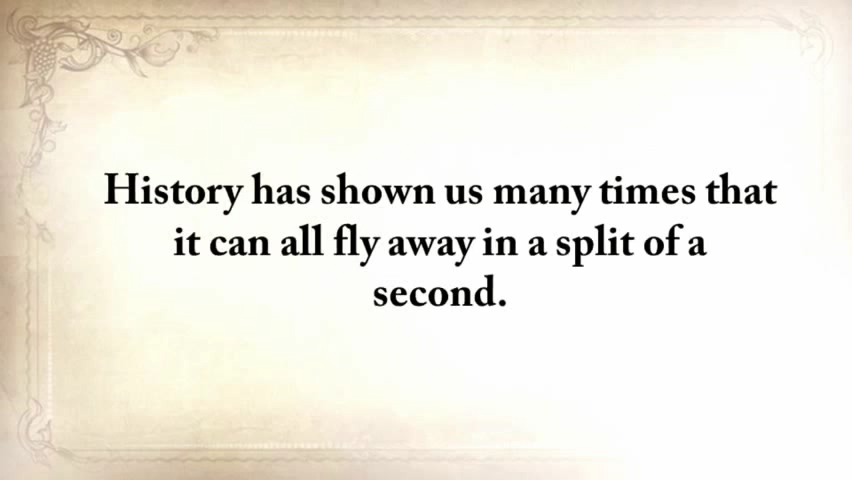 History has shown us many times that
it can all fly away in a split of a
second.